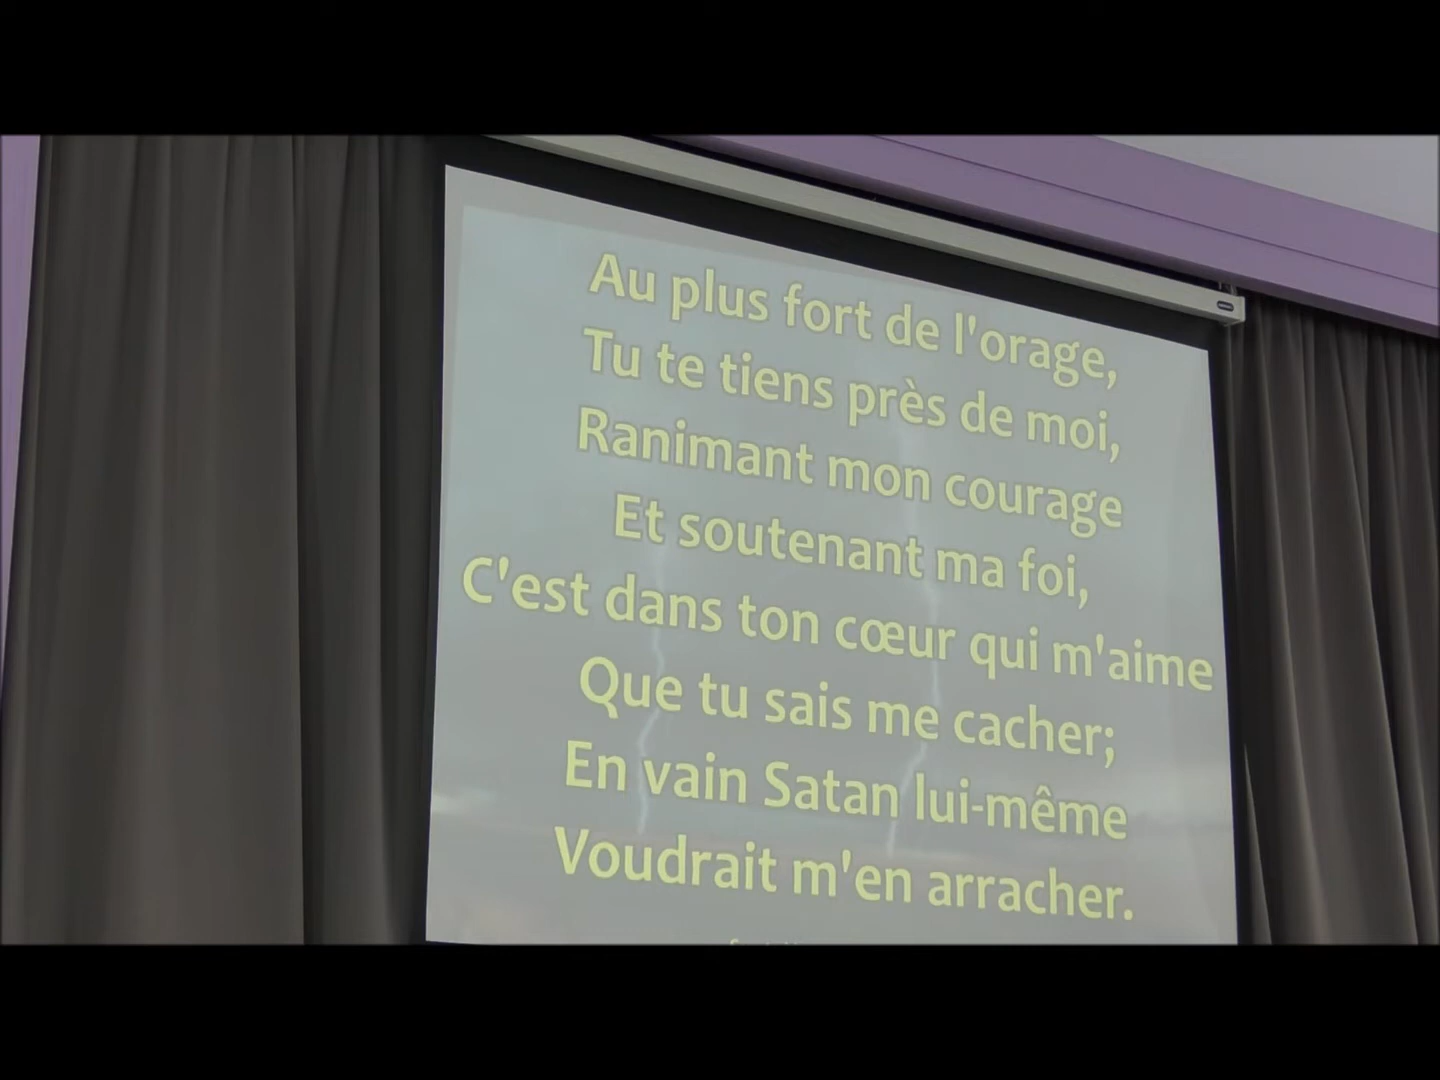 Au plus fort de l'orage,
Tu te tiens près de moi,
Ranimant mon courage
Et soutenant ma foi,
C'est dans ton cœur qui m'aime
Que tu sais me cacher;
En vain Satan lui-même
Voudrait m'en arracher.